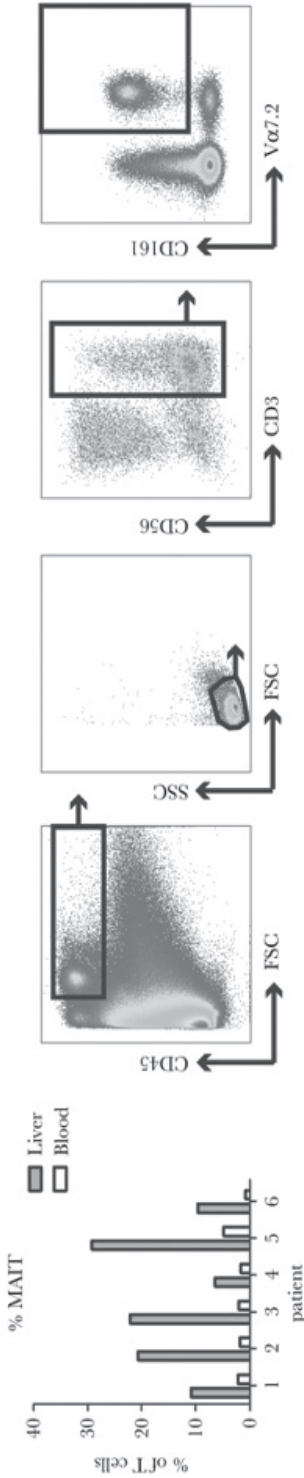 % MAIT
Liver
Blood
% of T cells
40
30
20
10
0
1 2 3 4 5 6
patient
CD45
FSC
SSC
FSC
CD56
CD3
CD161
Vα7.2